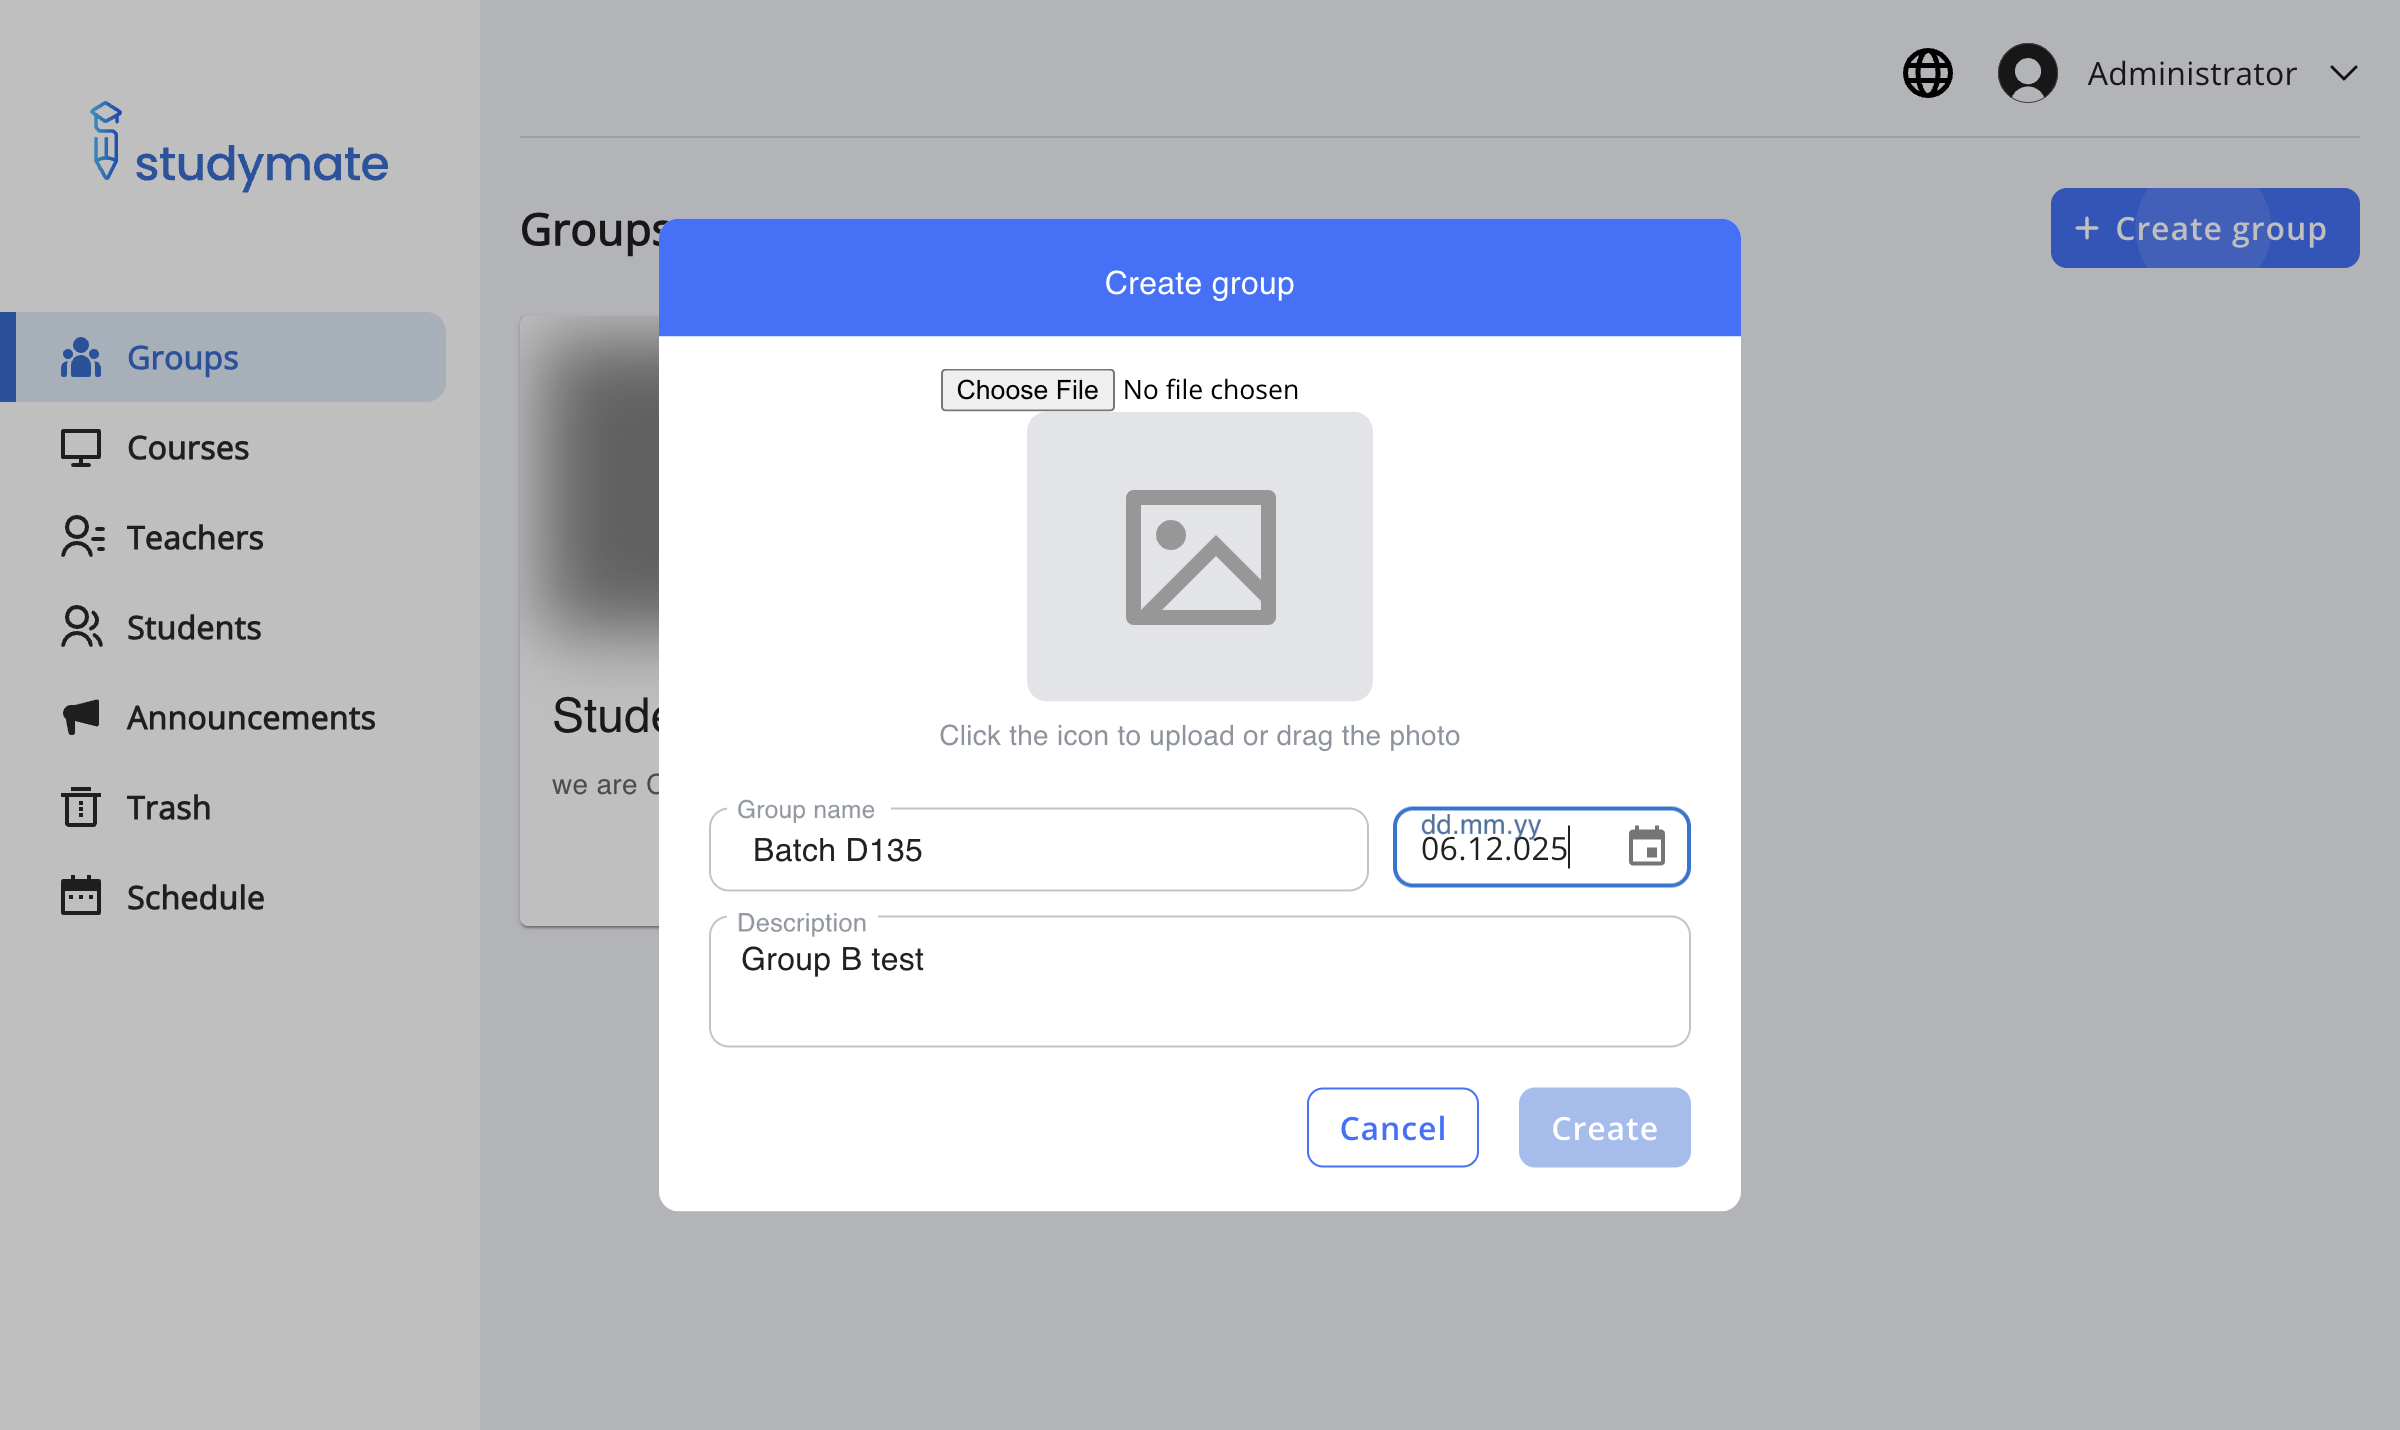 studymate
Administrator
Groups
+ Create group
Create group
Groups
Courses
Teachers
Students
Announcements
Trash
Schedule
Choose File No file chosen
Click the icon to upload or drag the photo
Stude
we are
Group name
Batch D135
dd.mm.yy
06.12.025
Description
Group B test
Cancel
Create